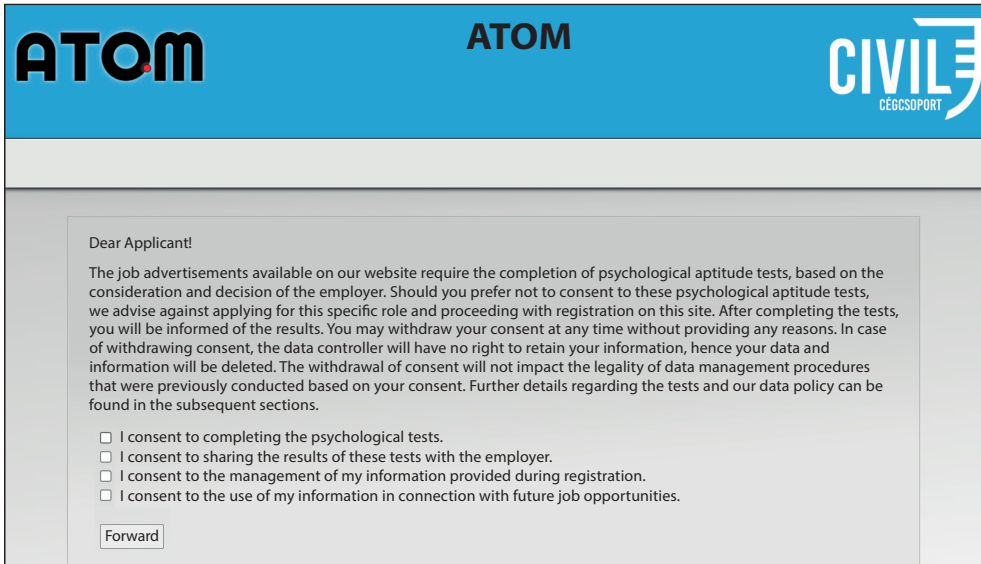 ATOM
ATOM
CIVIL
CÉGCSOPORT
Dear Applicant!
The job advertisements available on our website require the completion of psychological aptitude tests, based on the
consideration and decision of the employer. Should you prefer not to consent to these psychological aptitude tests,
we advise against applying for this specific role and proceeding with registration on this site. After completing the tests,
you will be informed of the results. You may withdraw your consent at any time without providing any reasons. In case
of withdrawing consent, the data controller will have no right to retain your information, hence your data and
information will be deleted. The withdrawal of consent will not impact the legality of data management procedures
that were previously conducted based on your consent. Further details regarding the tests and our data policy can be
found in the subsequent sections.
I consent to completing the psychological tests.
I consent to sharing the results of these tests with the employer.
I consent to the management of my information provided during registration.
I consent to the use of my information in connection with future job opportunities.
Forward